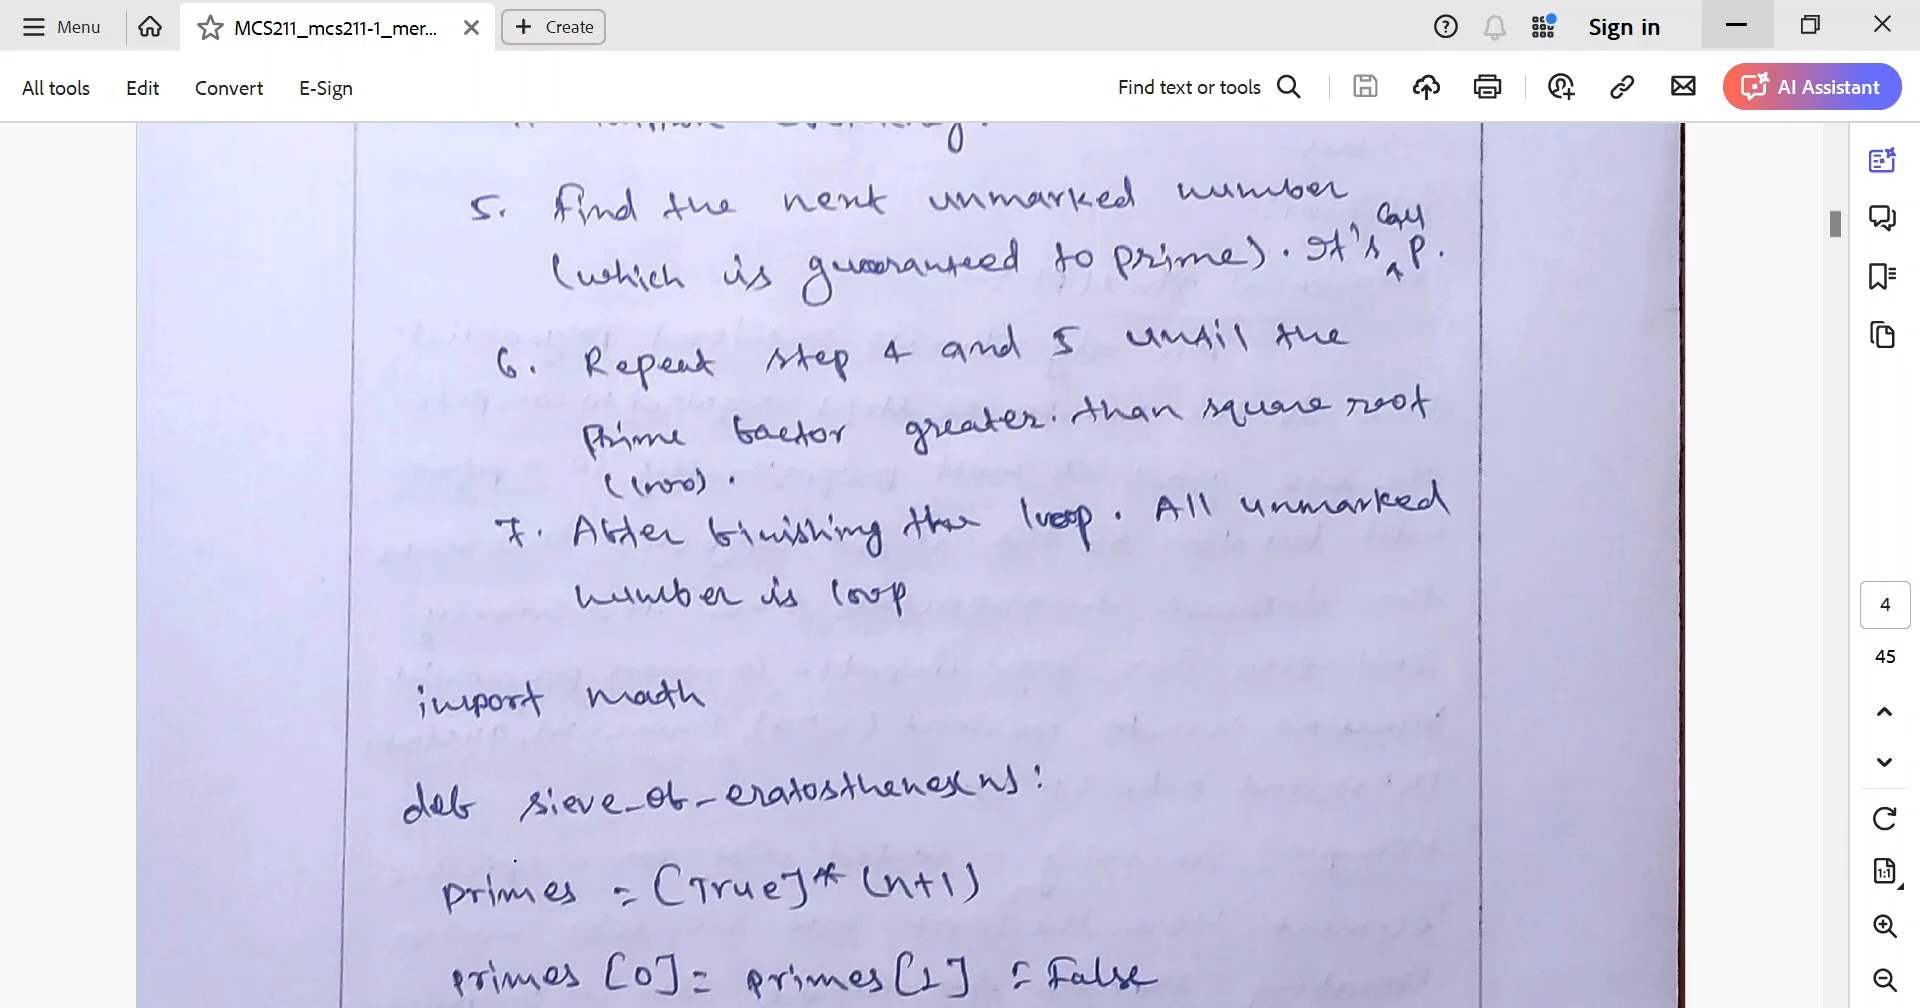 Menu
MCS211_mcs211-1_mer...
Create
Sign in
All tools
Edit
Convert
E-Sign
Find text or tools
AI Assistant
5. Find the next unmarked number
(which is guaranteed to prime). It's call P.
6. Repeat step 4 and 5 until the
prime factor greater. than square root
(100).
7. After finishing the loop. All unmarked
number is loop
import math
def sieve_of_eratosthenes(n):
primes = [True]*(n+1)
primes [0] = primes [1] = False
4
45
1:1